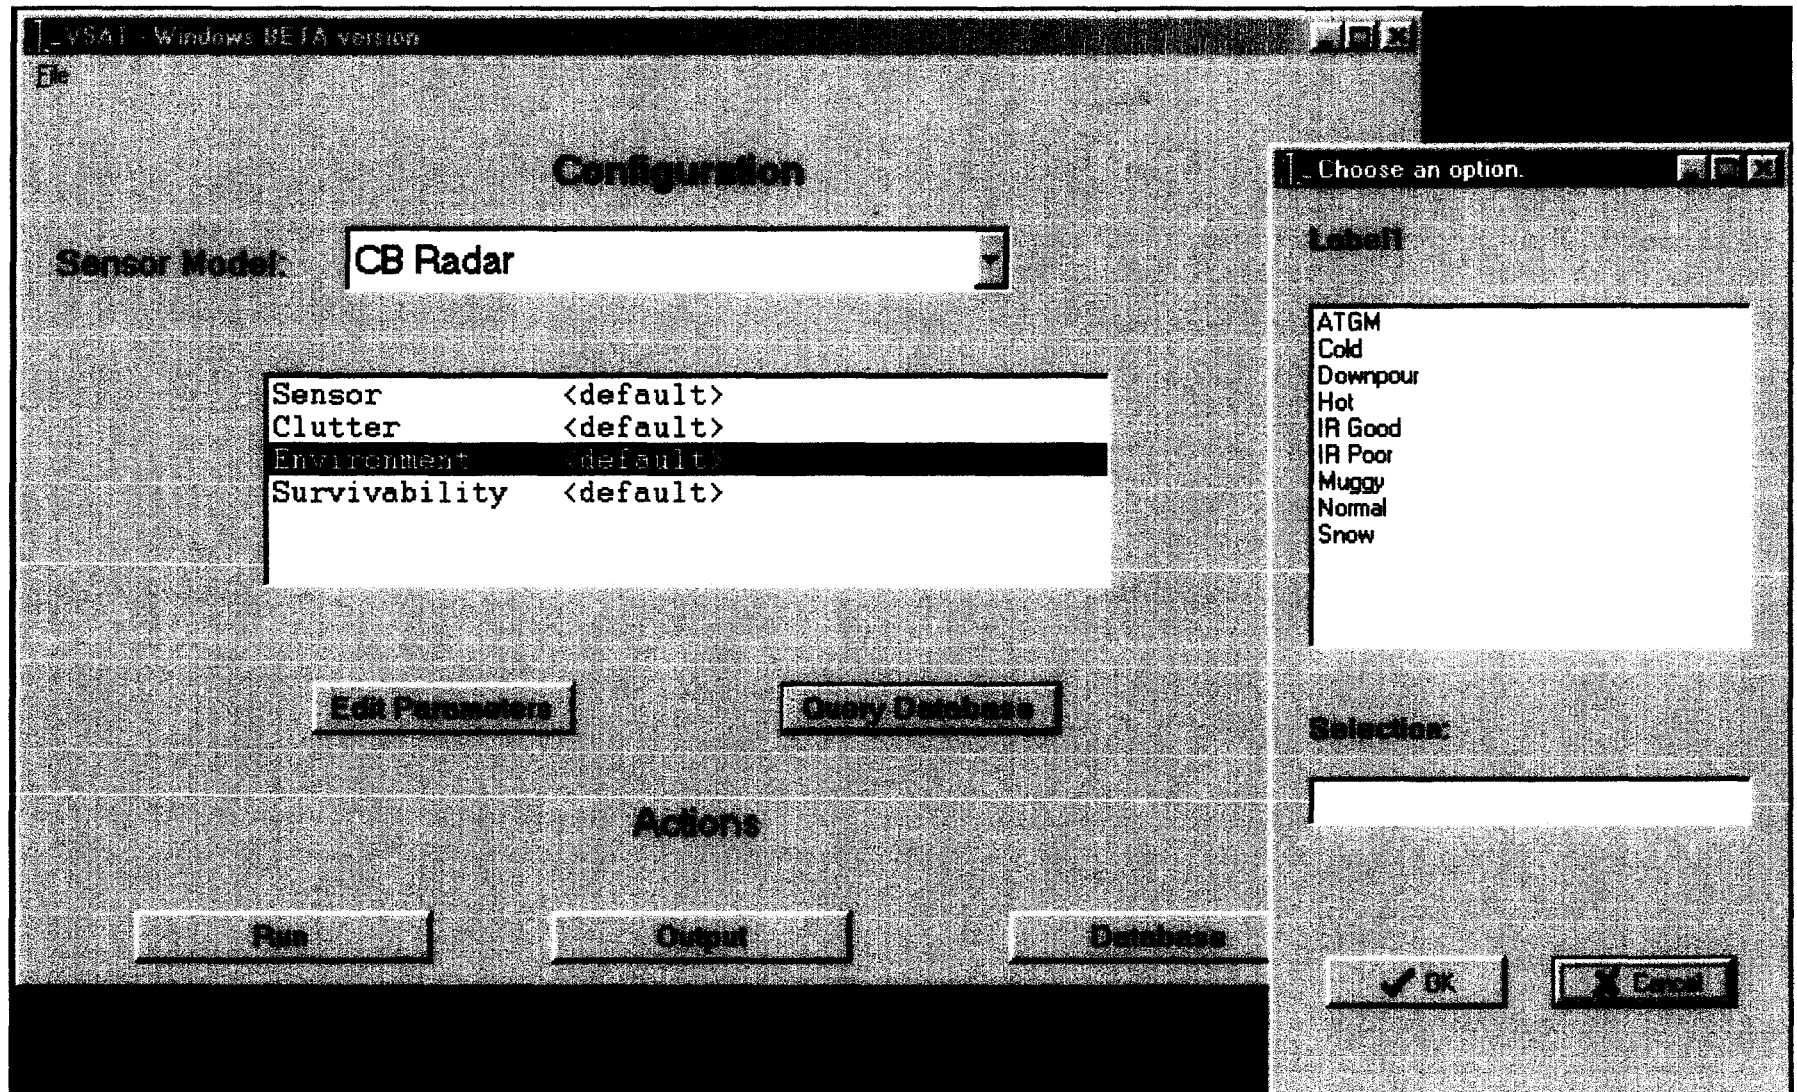 VSAT - Windows BETA version
File
Configuration
Sensor Model:
CB Radar
Sensor <default>
Clutter <default>
Environment <default>
Survivability <default>
Edit Parameters
Query Database
Actions
Run
Output
Database
Choose an option.
Label1
ATGM
Cold
Downpour
Hot
IR Good
IR Poor
Muggy
Normal
Snow
Selection:
OK
Cancel